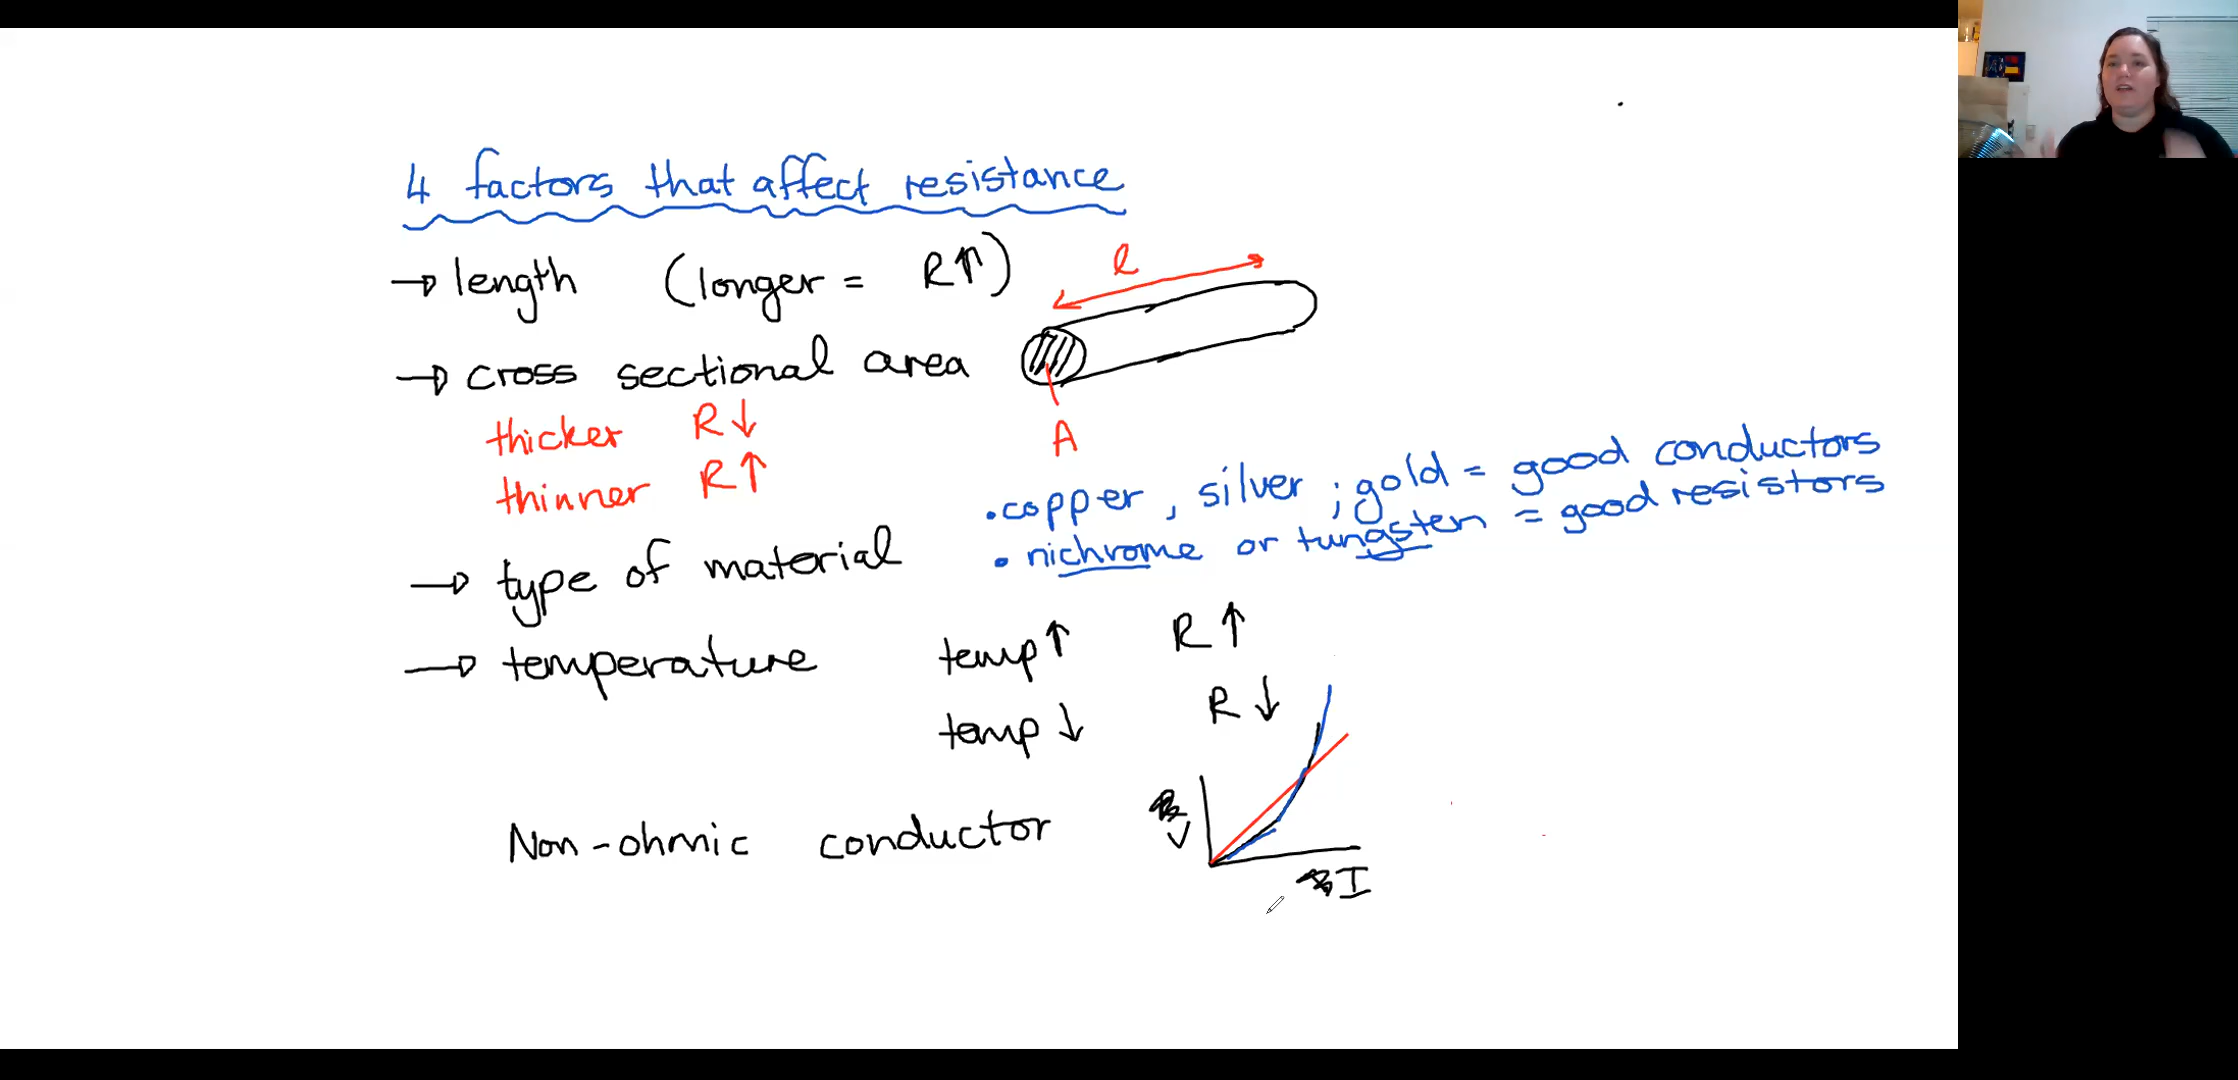 4 factors that affect resistance
→ length (longer = R↑)
l
→ cross sectional area
thicker R↓
thinner R↑
A
• copper, silver, gold = good conductors
• nichrome or tungsten = good resistors
→ type of material
→ temperature temp↑ R↑
temp↓ R↓
Non-ohmic conductor
V
I